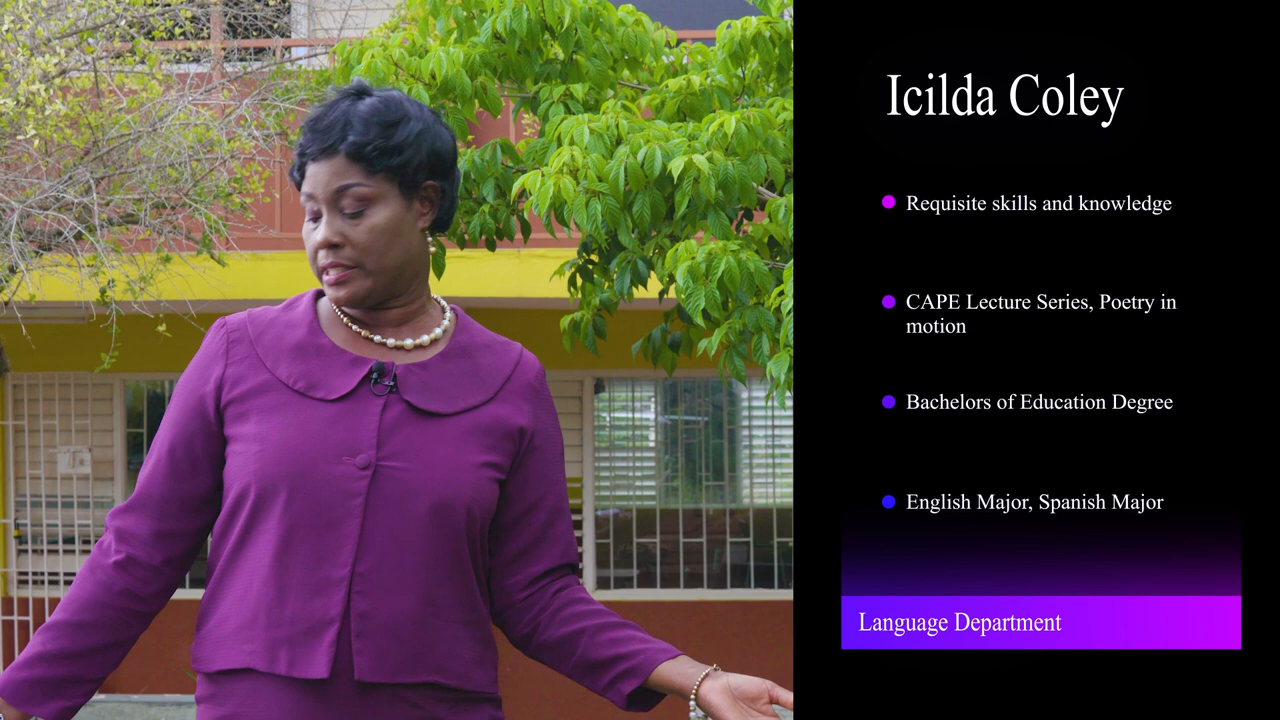 Icilda Coley
Requisite skills and knowledge
CAPE Lecture Series, Poetry in
motion
Bachelors of Education Degree
English Major, Spanish Major
Language Department